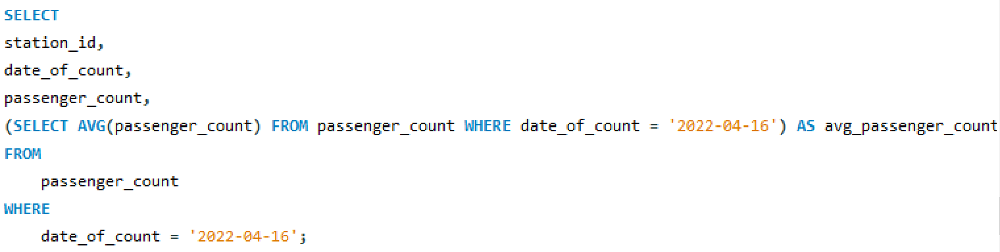 SELECT
station_id,
date_of_count,
passenger_count,
(SELECT AVG(passenger_count) FROM passenger_count WHERE date_of_count = '2022-04-16') AS avg_passenger_count
FROM
    passenger_count
WHERE
    date_of_count = '2022-04-16';